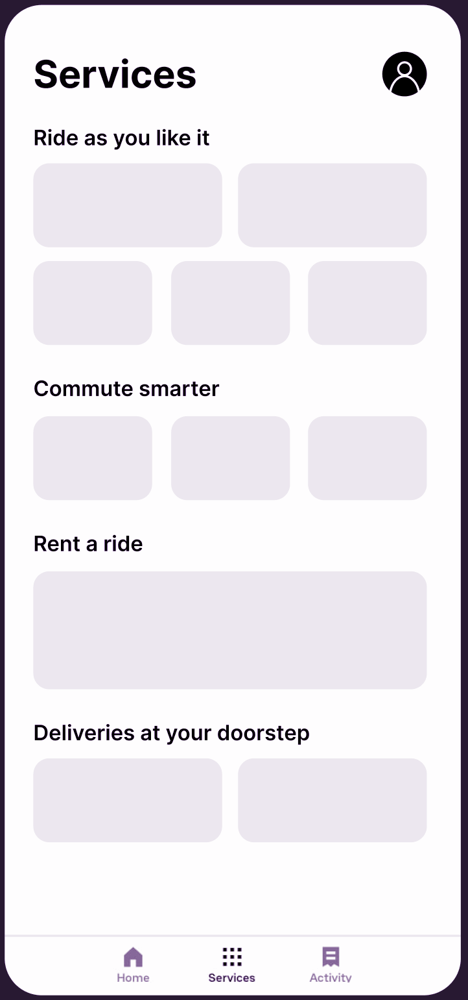 Services
Ride as you like it
Commute smarter
Rent a ride
Deliveries at your doorstep
Home
Services
Activity